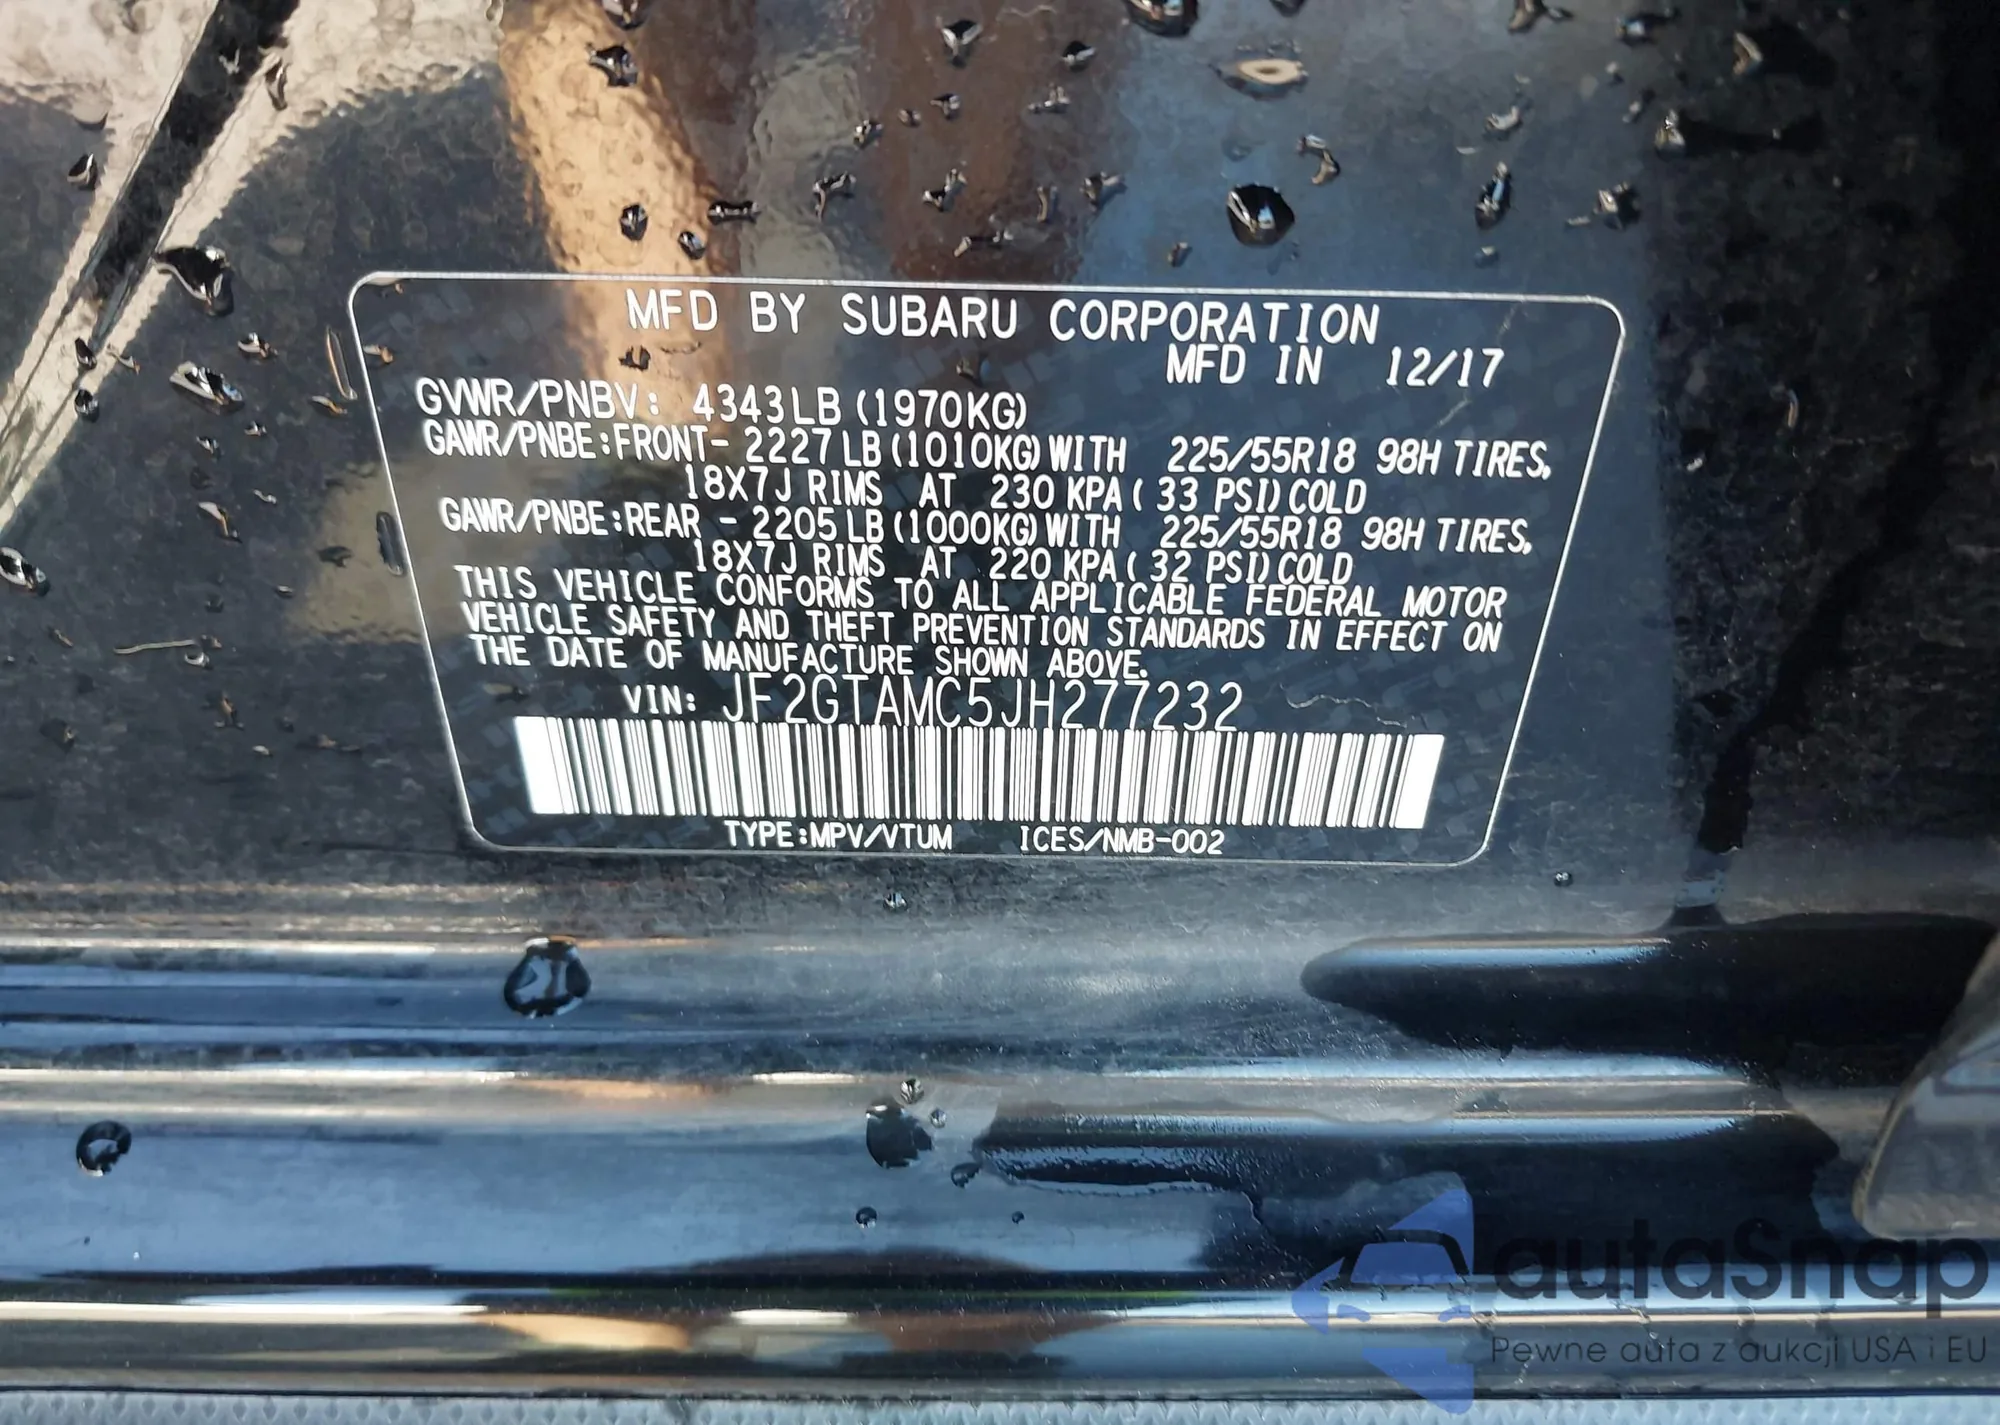 MFD BY SUBARU CORPORATION
MFD IN 12/17
GVWR/PNBV: 4343LB (1970KG)
GAWR/PNBE:FRONT- 2227LB (1010KG) WITH 225/55R18 98H TIRES,
18X7J RIMS AT 230 KPA ( 33 PSI) COLD
GAWR/PNBE:REAR - 2205LB (1000KG) WITH 225/55R18 98H TIRES,
18X7J RIMS AT 220 KPA ( 32 PSI) COLD
THIS VEHICLE CONFORMS TO ALL APPLICABLE FEDERAL MOTOR
VEHICLE SAFETY AND THEFT PREVENTION STANDARDS IN EFFECT ON
THE DATE OF MANUFACTURE SHOWN ABOVE.
VIN: JF2GTAMC5JH277232
TYPE:MPV/VTUM ICES/NMB-002
autaSnap
Pewne auta z aukcji USA i EU